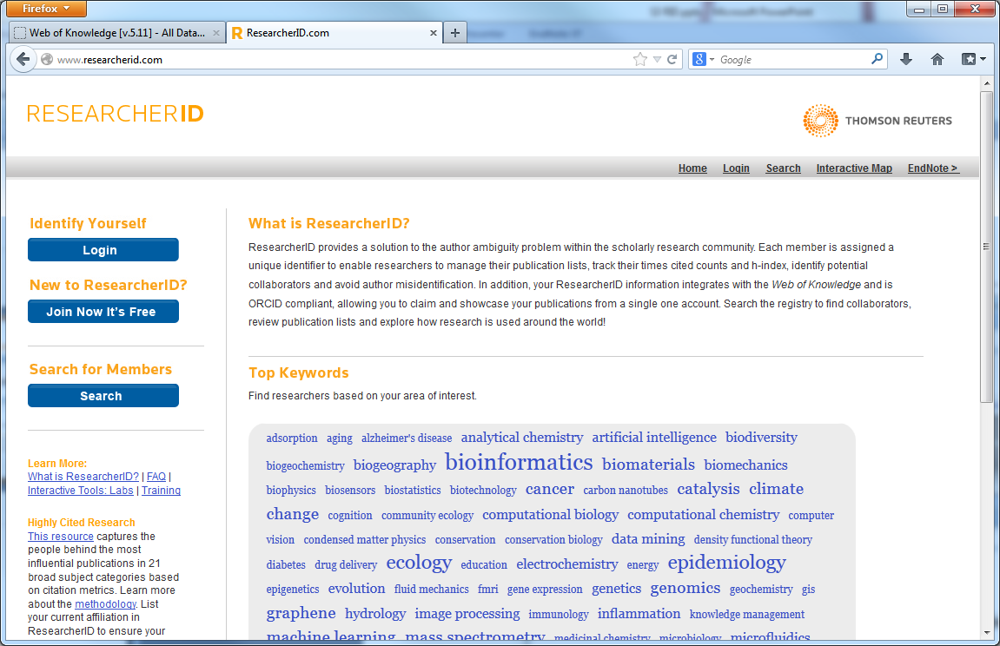 Firefox
Web of Knowledge [v.5.11] - All Data...
ResearcherID.com
www.researcherid.com
Google
RESEARCHERID
THOMSON REUTERS
Home Login Search Interactive Map EndNote >
Identify Yourself
Login
New to ResearcherID?
Join Now It's Free
Search for Members
Search
Learn More:
What is ResearcherID? | FAQ |
Interactive Tools: Labs | Training
Highly Cited Research
This resource captures the
people behind the most
influential publications in 21
broad subject categories based
on citation metrics. Learn more
about the methodology. List
your current affiliation in
ResearcherID to ensure your
What is ResearcherID?
ResearcherID provides a solution to the author ambiguity problem within the scholarly research community. Each member is assigned a
unique identifier to enable researchers to manage their publication lists, track their times cited counts and h-index, identify potential
collaborators and avoid author misidentification. In addition, your ResearcherID information integrates with the Web of Knowledge and is
ORCID compliant, allowing you to claim and showcase your publications from a single one account. Search the registry to find collaborators,
review publication lists and explore how research is used around the world!
Top Keywords
Find researchers based on your area of interest.
adsorption aging alzheimer's disease analytical chemistry artificial intelligence biodiversity
biogeochemistry biogeography bioinformatics biomaterials biomechanics
biophysics biosensors biostatistics biotechnology cancer carbon nanotubes catalysis climate
change cognition community ecology computational biology computational chemistry computer
vision condensed matter physics conservation conservation biology data mining density functional theory
diabetes drug delivery ecology education electrochemistry energy epidemiology
epigenetics evolution fluid mechanics fmri gene expression genetics genomics geochemistry gis
graphene hydrology image processing immunology inflammation knowledge management
machine learning mass spectrometry medicinal chemistry microbiology microfluidics